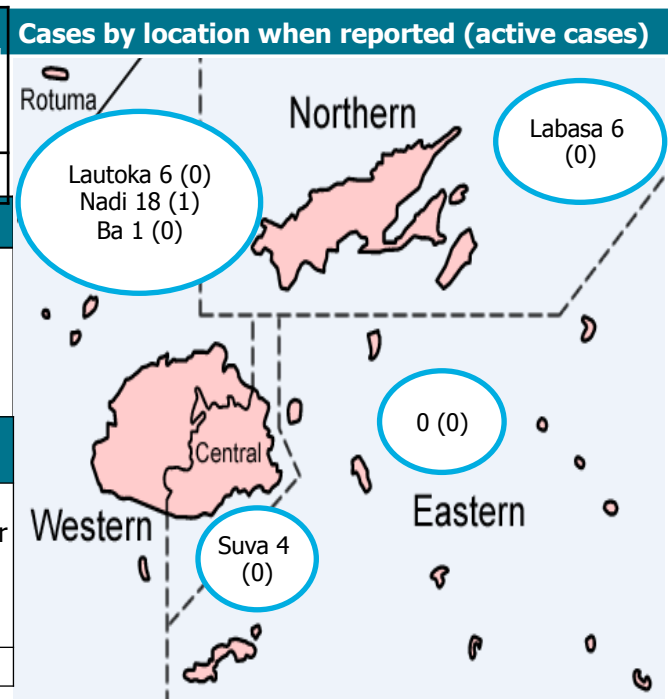 Cases by location when reported (active cases)
Rotuma
Northern
Labasa 6
(0)
Lautoka 6 (0)
Nadi 18 (1)
Ba 1 (0)
0 (0)
Central
Western
Eastern
Suva 4
(0)
r